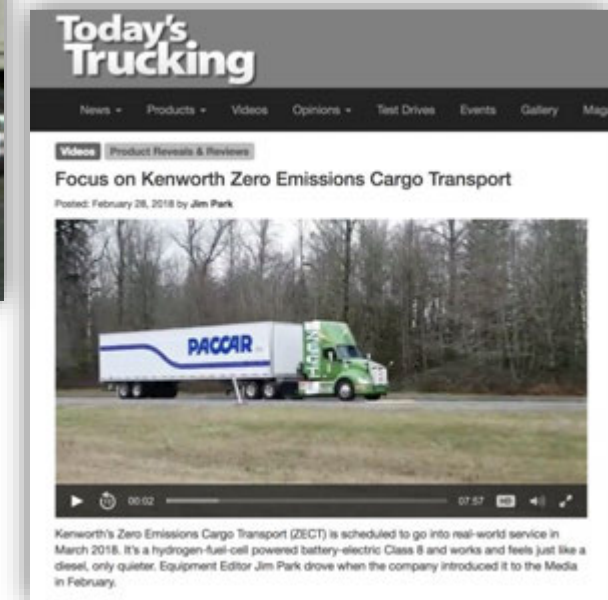 Today's
Trucking
News Products Videos Opinions Test Drives Events Gallery Maga
Videos Product Reveals & Reviews
Focus on Kenworth Zero Emissions Cargo Transport
Posted: February 28, 2018 by Jim Park
PACCAR
00:02 07:57 HD
Kenworth's Zero Emissions Cargo Transport (ZECT) is scheduled to go into real-world service in
March 2018. It's a hydrogen-fuel-cell powered battery-electric Class 8 and works and feels just like a
diesel, only quieter. Equipment Editor Jim Park drove when the company introduced it to the Media
in February.